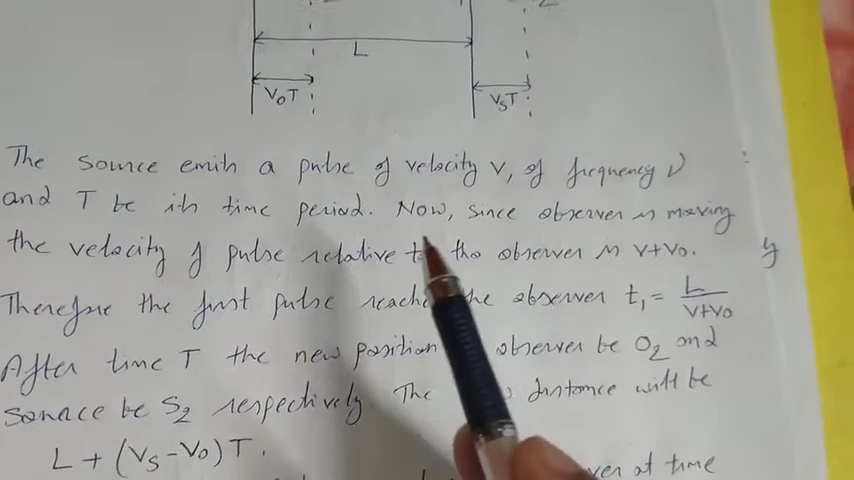 L
V₀T
VₛT
The source emits a pulse of velocity v, of frequency ν
and T be its time period. Now, since observer is moving
the velocity of pulse relative to the observer is v+v₀.
y
Therefore the first pulse reaches the observer t₁ = L/(v+v₀)
After time T the new position observer be O₂ and
source be S₂ respectively. The distance will be
L + (Vₛ-V₀)T.
at time